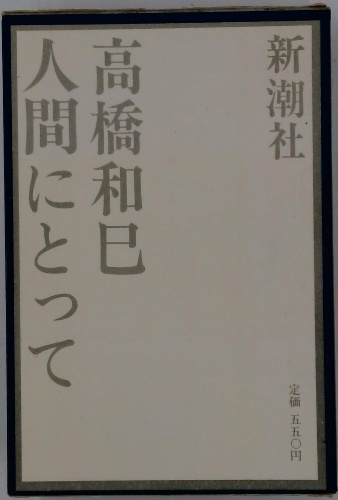 新潮社
高橋和巳
人間にとって
定価 五五〇円